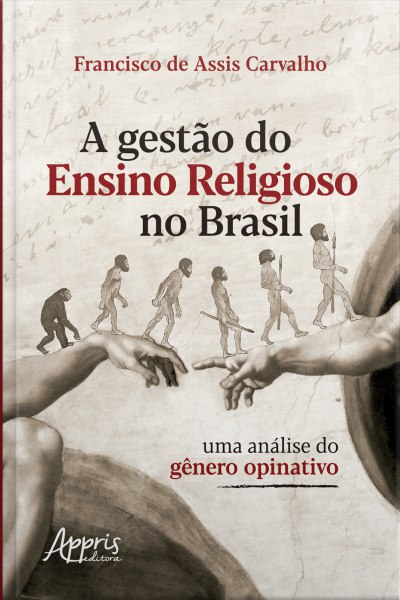 Francisco de Assis Carvalho
A gestão do
Ensino Religioso
no Brasil
uma análise do
gênero opinativo
Appris
editora